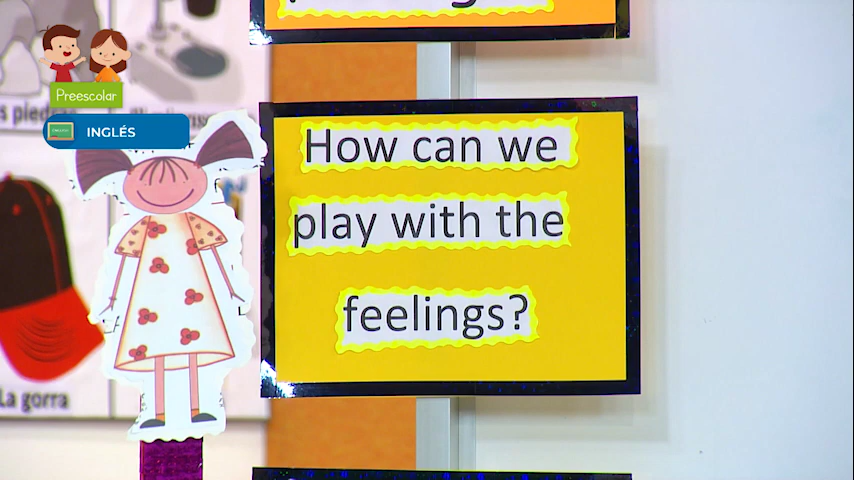 Preescolar
INGLÉS
How can we
play with the
feelings?
La gorra